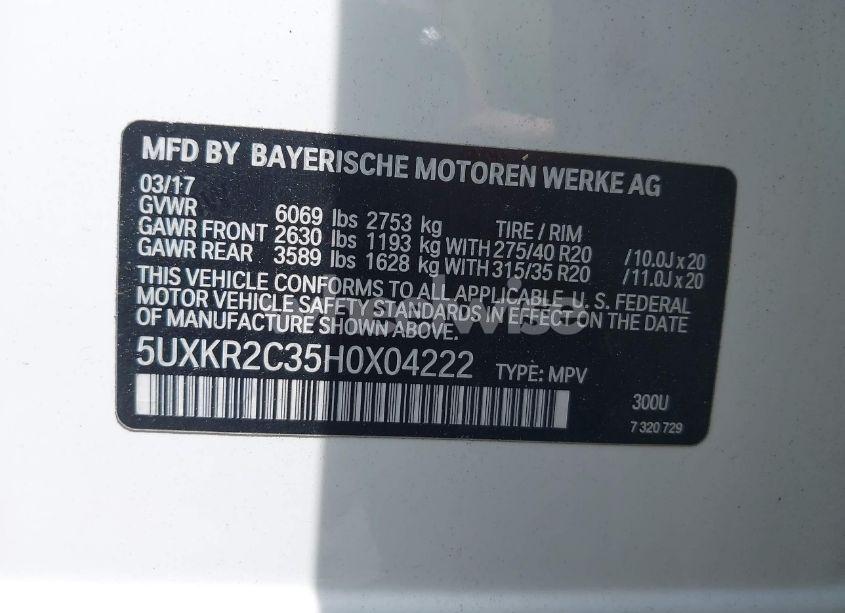 MFD BY BAYERISCHE MOTOREN WERKE AG
03/17
GVWR 6069 lbs 2753 kg TIRE / RIM
GAWR FRONT 2630 lbs 1193 kg WITH 275/40 R20 /10.0J x 20
GAWR REAR 3589 lbs 1628 kg WITH 315/35 R20 /11.0J x 20
THIS VEHICLE CONFORMS TO ALL APPLICABLE U. S. FEDERAL
MOTOR VEHICLE SAFETY STANDARDS IN EFFECT ON THE DATE
OF MANUFACTURE SHOWN ABOVE.
5UXKR2C35H0X04222 TYPE: MPV
300U
7 320 729